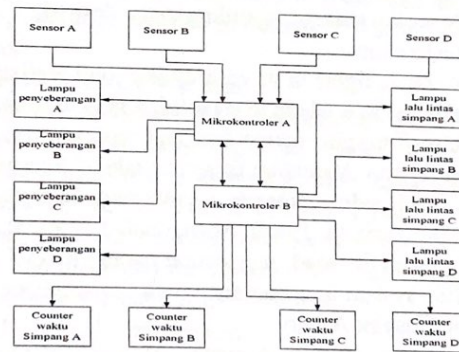 Sensor A
Sensor B
Sensor C
Sensor D
Lampu
penyeberangan
A
Mikrokontroler A
Lampu
lalu lintas
simpang A
Lampu
penyeberangan
B
Lampu
lalu lintas
simpang B
Lampu
penyeberangan
C
Mikrokontroler B
Lampu
lalu lintas
simpang C
Lampu
penyeberangan
D
Lampu
lalu lintas
simpang D
Counter
waktu
Simpang A
Counter
waktu
Simpang B
Counter
waktu
Simpang C
Counter
waktu
Simpang D